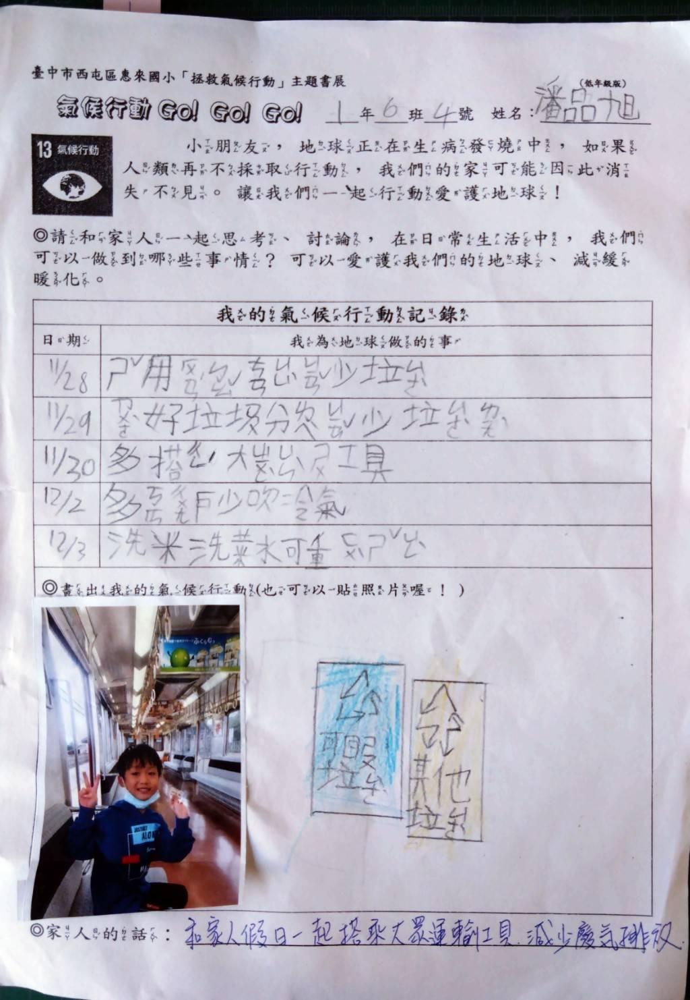 臺中市西屯區惠來國小「拯救氣候行動」主題書展
(低年級版)
氣候行動 GO! GO! GO! 1年6班4號 姓名:潘品旭
13 氣候行動
小朋友,地球正在生病發燒中,如果
人類再不採取行動,我們的家可能因此消
失不見。讓我們一起行動愛護地球!
◎請和家人一起思考、討論,在日常生活中,我們
可以做到哪些事情?可以愛護我們的地球、減緩
暖化。
我的氣候行動記錄
日期 我為地球做的事
11/28 用 少垃
11/29 好垃圾分 少垃
11/30 多搭 大 工具
12/2 多 少吹冷氣
12/3 洗米洗菜水可重
◎畫出我的氣候行動(也可以貼照片喔!)
其他
◎家人的話:和家人假日一起搭乘大眾運輸工具.減少廢氣排放.